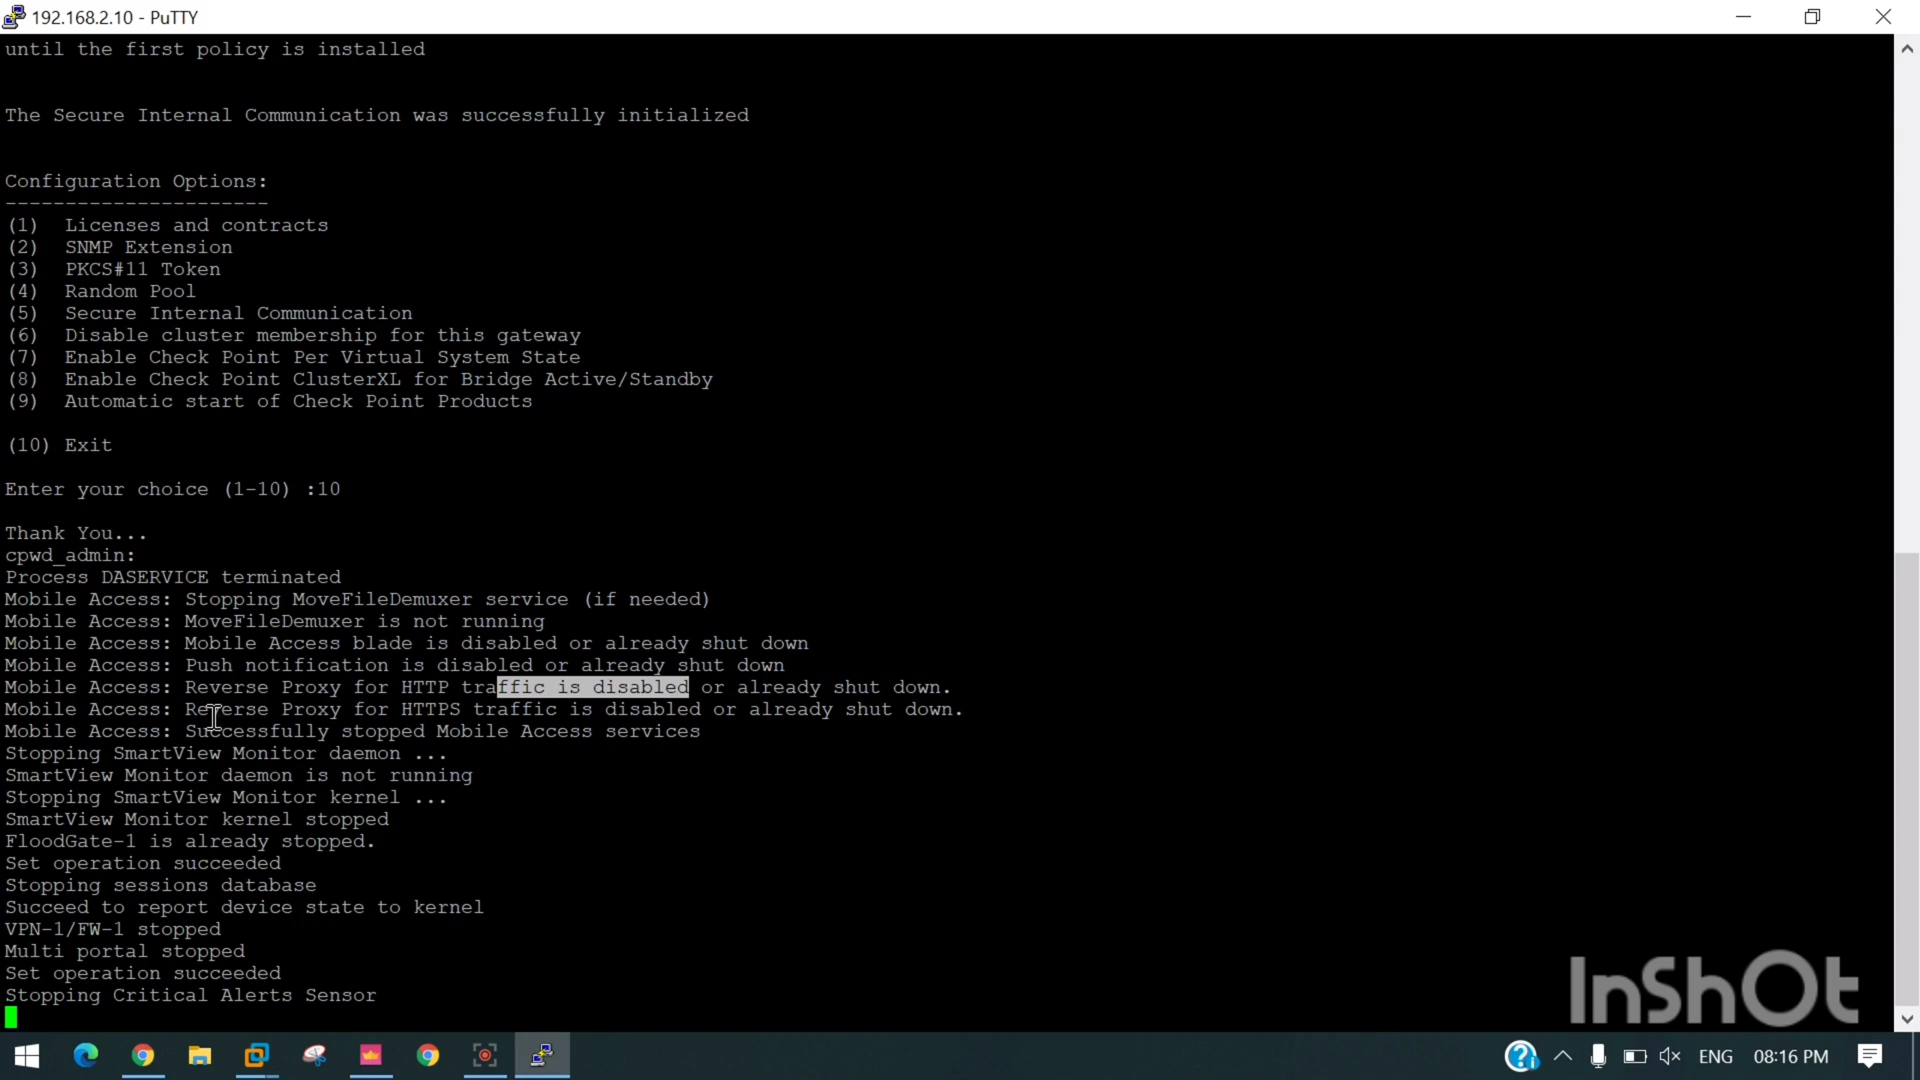 192.168.2.10 - PuTTY
until the first policy is installed
The Secure Internal Communication was successfully initialized
Configuration Options:
----------------------
(1) Licenses and contracts
(2) SNMP Extension
(3) PKCS#11 Token
(4) Random Pool
(5) Secure Internal Communication
(6) Disable cluster membership for this gateway
(7) Enable Check Point Per Virtual System State
(8) Enable Check Point ClusterXL for Bridge Active/Standby
(9) Automatic start of Check Point Products
(10) Exit
Enter your choice (1-10) :10
Thank You...
cpwd_admin:
Process DASERVICE terminated
Mobile Access: Stopping MoveFileDemuxer service (if needed)
Mobile Access: MoveFileDemuxer is not running
Mobile Access: Mobile Access blade is disabled or already shut down
Mobile Access: Push notification is disabled or already shut down
Mobile Access: Reverse Proxy for HTTP traffic is disabled or already shut down.
Mobile Access: Reverse Proxy for HTTPS traffic is disabled or already shut down.
Mobile Access: Successfully stopped Mobile Access services
Stopping SmartView Monitor daemon ...
SmartView Monitor daemon is not running
Stopping SmartView Monitor kernel ...
SmartView Monitor kernel stopped
FloodGate-1 is already stopped.
Set operation succeeded
Stopping sessions database
Succeed to report device state to kernel
VPN-1/FW-1 stopped
Multi portal stopped
Set operation succeeded
Stopping Critical Alerts Sensor
InShOt
ENG 08:16 PM